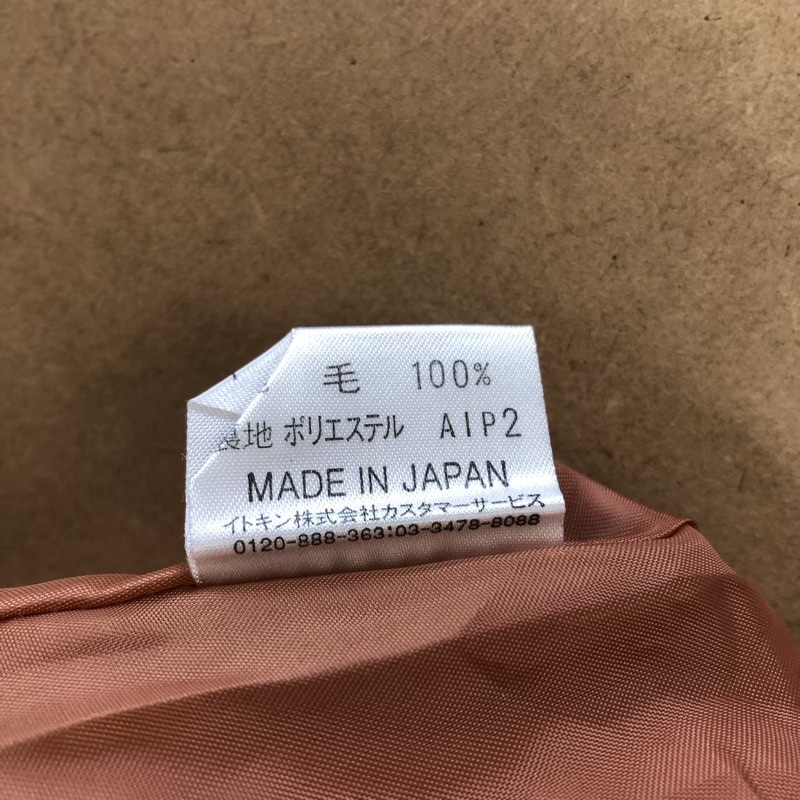 毛 100%
裏地 ポリエステル AIP2
MADE IN JAPAN
イトキン株式会社カスタマーサービス
0120-888-363:03-3478-8088